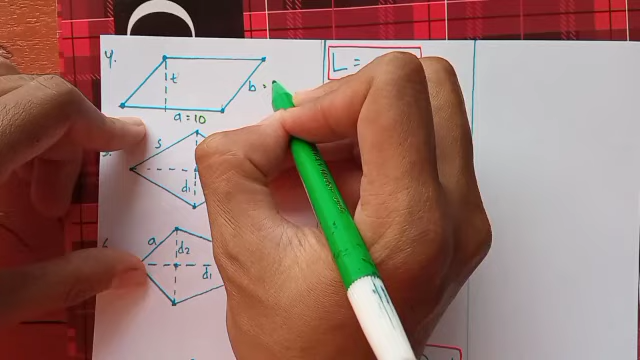 4.
t
b =
a = 10
L =
s
d1
a
d2
d1